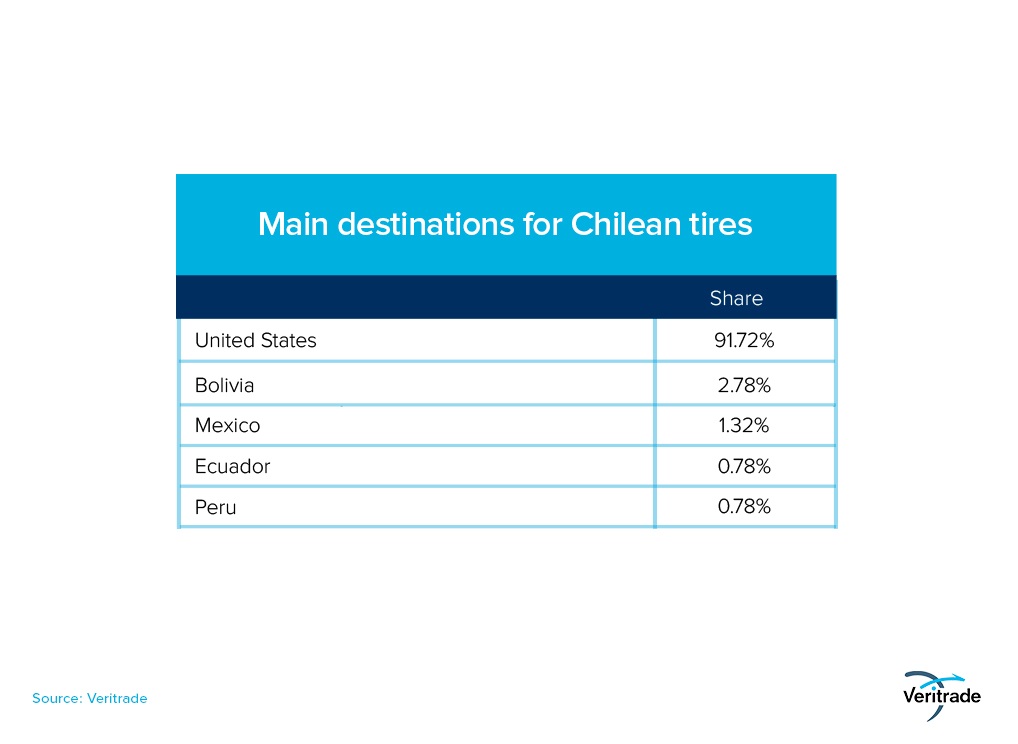 Main destinations for Chilean tires
Share
United States 91.72%
Bolivia 2.78%
Mexico 1.32%
Ecuador 0.78%
Peru 0.78%
Source: Veritrade
Veritrade